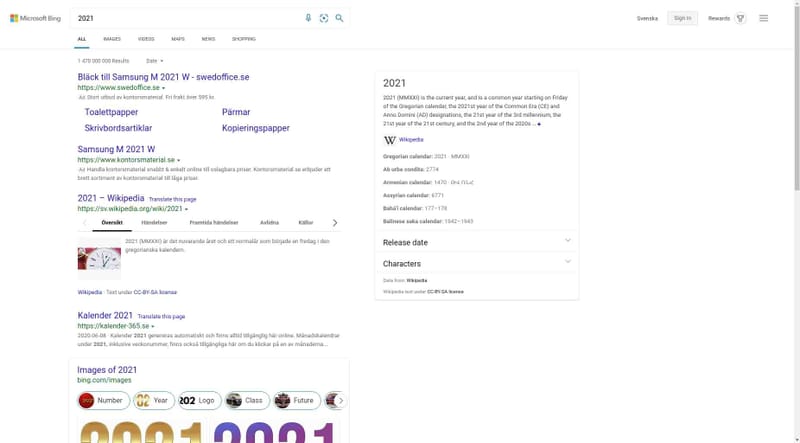 Microsoft Bing
2021
Svenska
Sign in
Rewards
ALL
IMAGES
VIDEOS
MAPS
NEWS
SHOPPING
1 470 000 000 Results
Date
Bläck till Samsung M 2021 W - swedoffice.se
https://www.swedoffice.se
Ad Stort utbud av kontorsmaterial. Fri frakt över 595 kr.
Toalettpapper
Pärmar
Skrivbordsartiklar
Kopieringspapper
Samsung M 2021 W
https://www.kontorsmaterial.se
Ad Handla kontorsmaterial snabbt & enkelt online till oslagbara priser. Kontorsmaterial.se erbjuder ett
brett sortiment av kontorsmaterial till låga priser.
2021 – Wikipedia Translate this page
https://sv.wikipedia.org/wiki/2021
Översikt
Händelser
Framtida händelser
Avlidna
Källor
2021 (MMXXI) är det nuvarande året och ett normalår som började en fredag i den
gregorianska kalendern.
Wikipedia · Text under CC-BY-SA license
Kalender 2021 Translate this page
https://kalender-365.se
2020-06-08 · Kalender 2021 genereras automatiskt och finns alltid tillgänglig här online. Månadskalendrar
under 2021, inklusive veckonummer, finns också tillgängliga här om du klickar på en av månaderna...
Images of 2021
bing.com/images
Number
Year
Logo
Class
Future
2021 2021
2021
2021 (MMXXI) is the current year, and is a common year starting on Friday
of the Gregorian calendar, the 2021st year of the Common Era (CE) and
Anno Domini (AD) designations, the 21st year of the 3rd millennium, the
21st year of the 21st century, and the 2nd year of the 2020s ...
W Wikipedia
Gregorian calendar: 2021 · MMXXI
Ab urbe condita: 2774
Armenian calendar: 1470 · ԹՎ ՌՆՀ
Assyrian calendar: 6771
Bahá'í calendar: 177–178
Balinese saka calendar: 1942–1943
Release date
Characters
Data from: Wikipedia
Wikipedia text under CC-BY-SA license